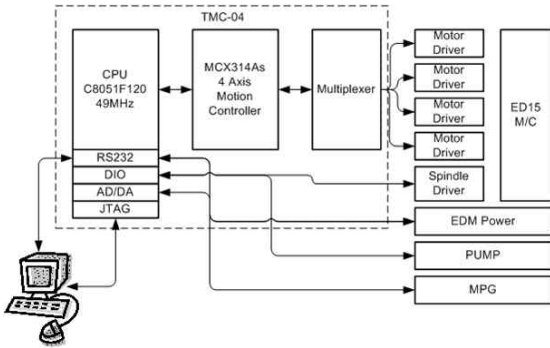 TMC-04
CPU
C8051F120
49MHz
MCX314As
4 Axis
Motion
Controller
Multiplexer
Motor
Driver
Motor
Driver
Motor
Driver
Motor
Driver
ED15
M/C
RS232
DIO
AD/DA
JTAG
Spindle
Driver
EDM Power
PUMP
MPG